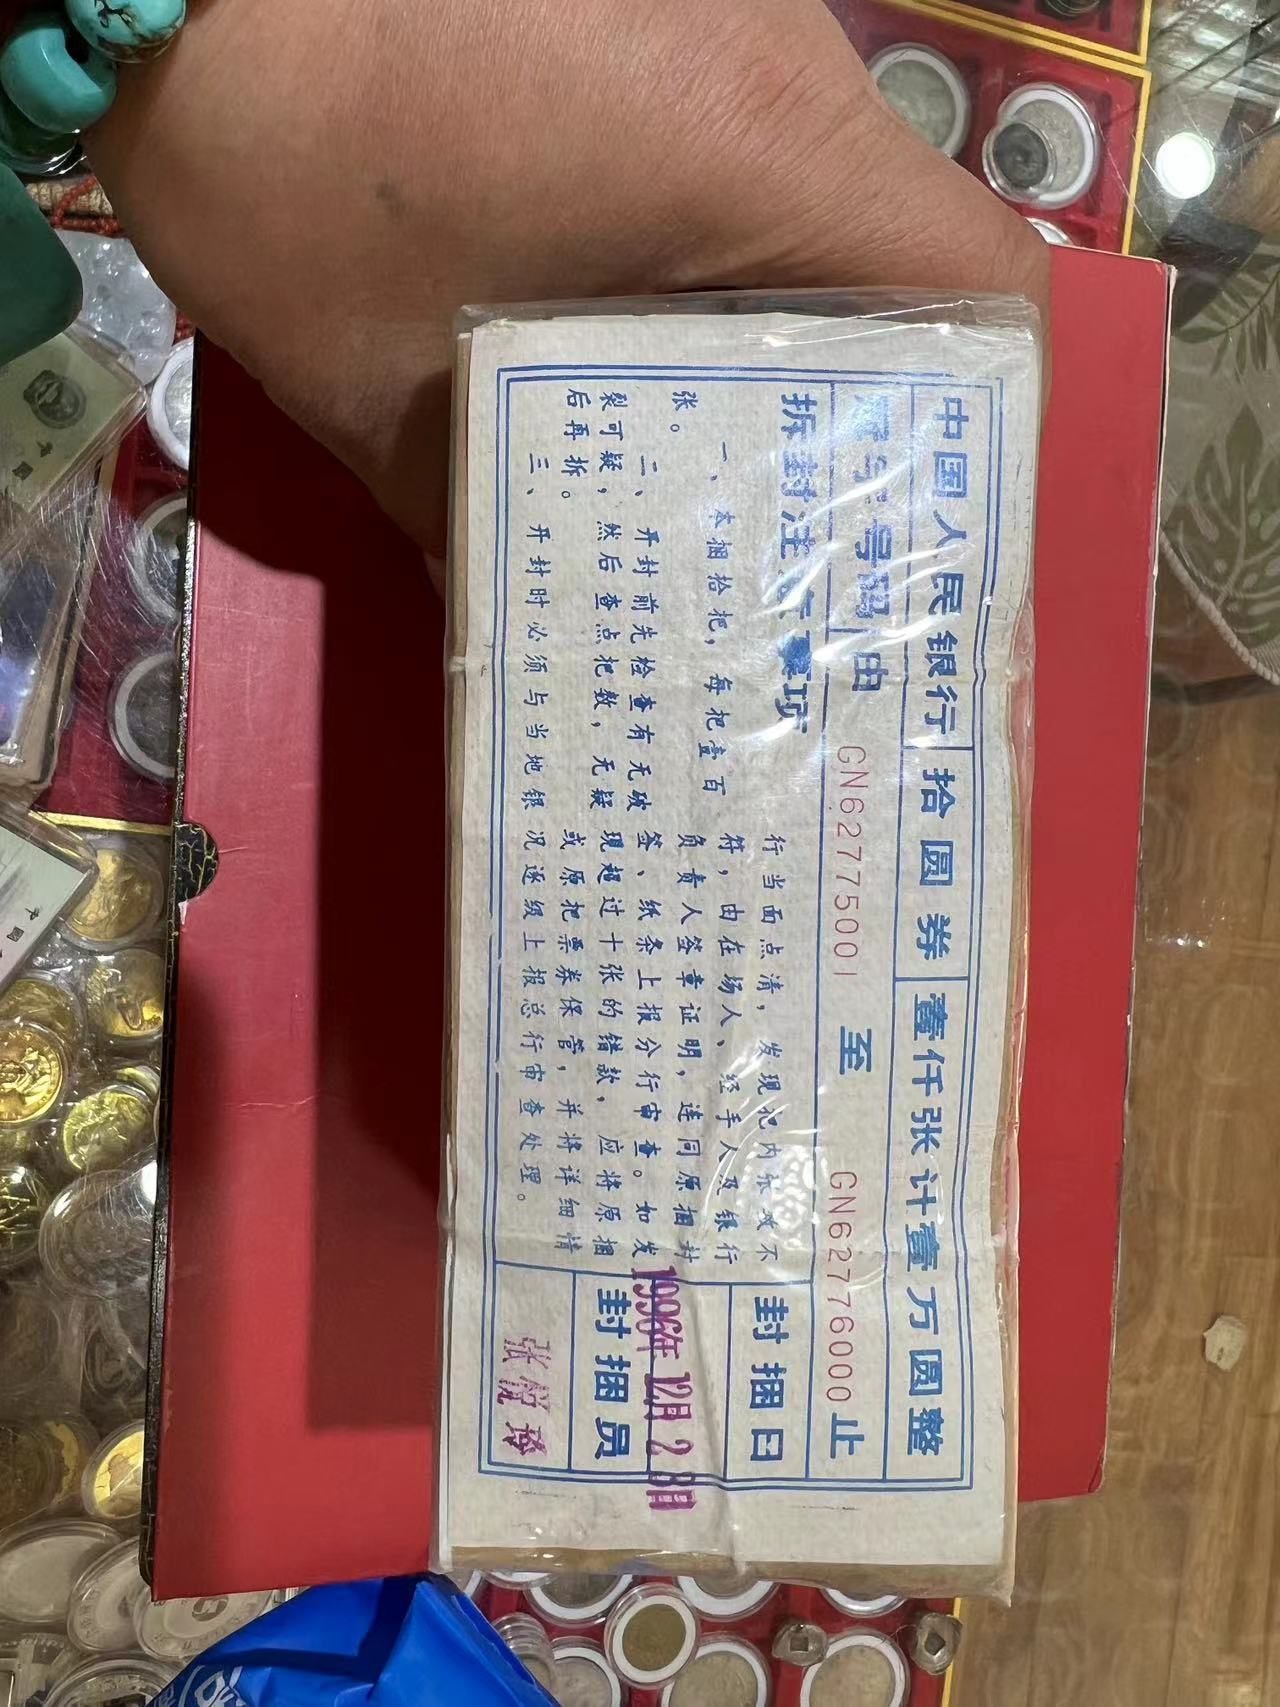 中国人民银行 拾圆券 壹仟张计壹万圆整
冠字号码 由 GN62775001 至 GN62776000 止
拆封注意事项
一、本捆拾把，每把壹百
张。
二、开封前先检查有无破
裂可疑，然后查点把数，无疑
后再拆。
三、开封时必须与当地银
行当面点清，发现把内张数不
符，由在场人、经手人及银行
负责人签章证明，连同原捆封
签、纸条上报分行审查。如发
现超过十张的错款，应将原捆
或原把票券保管，并将详细情
况逐级上报总行审查处理。
封捆日
1996年12月28日
封捆员